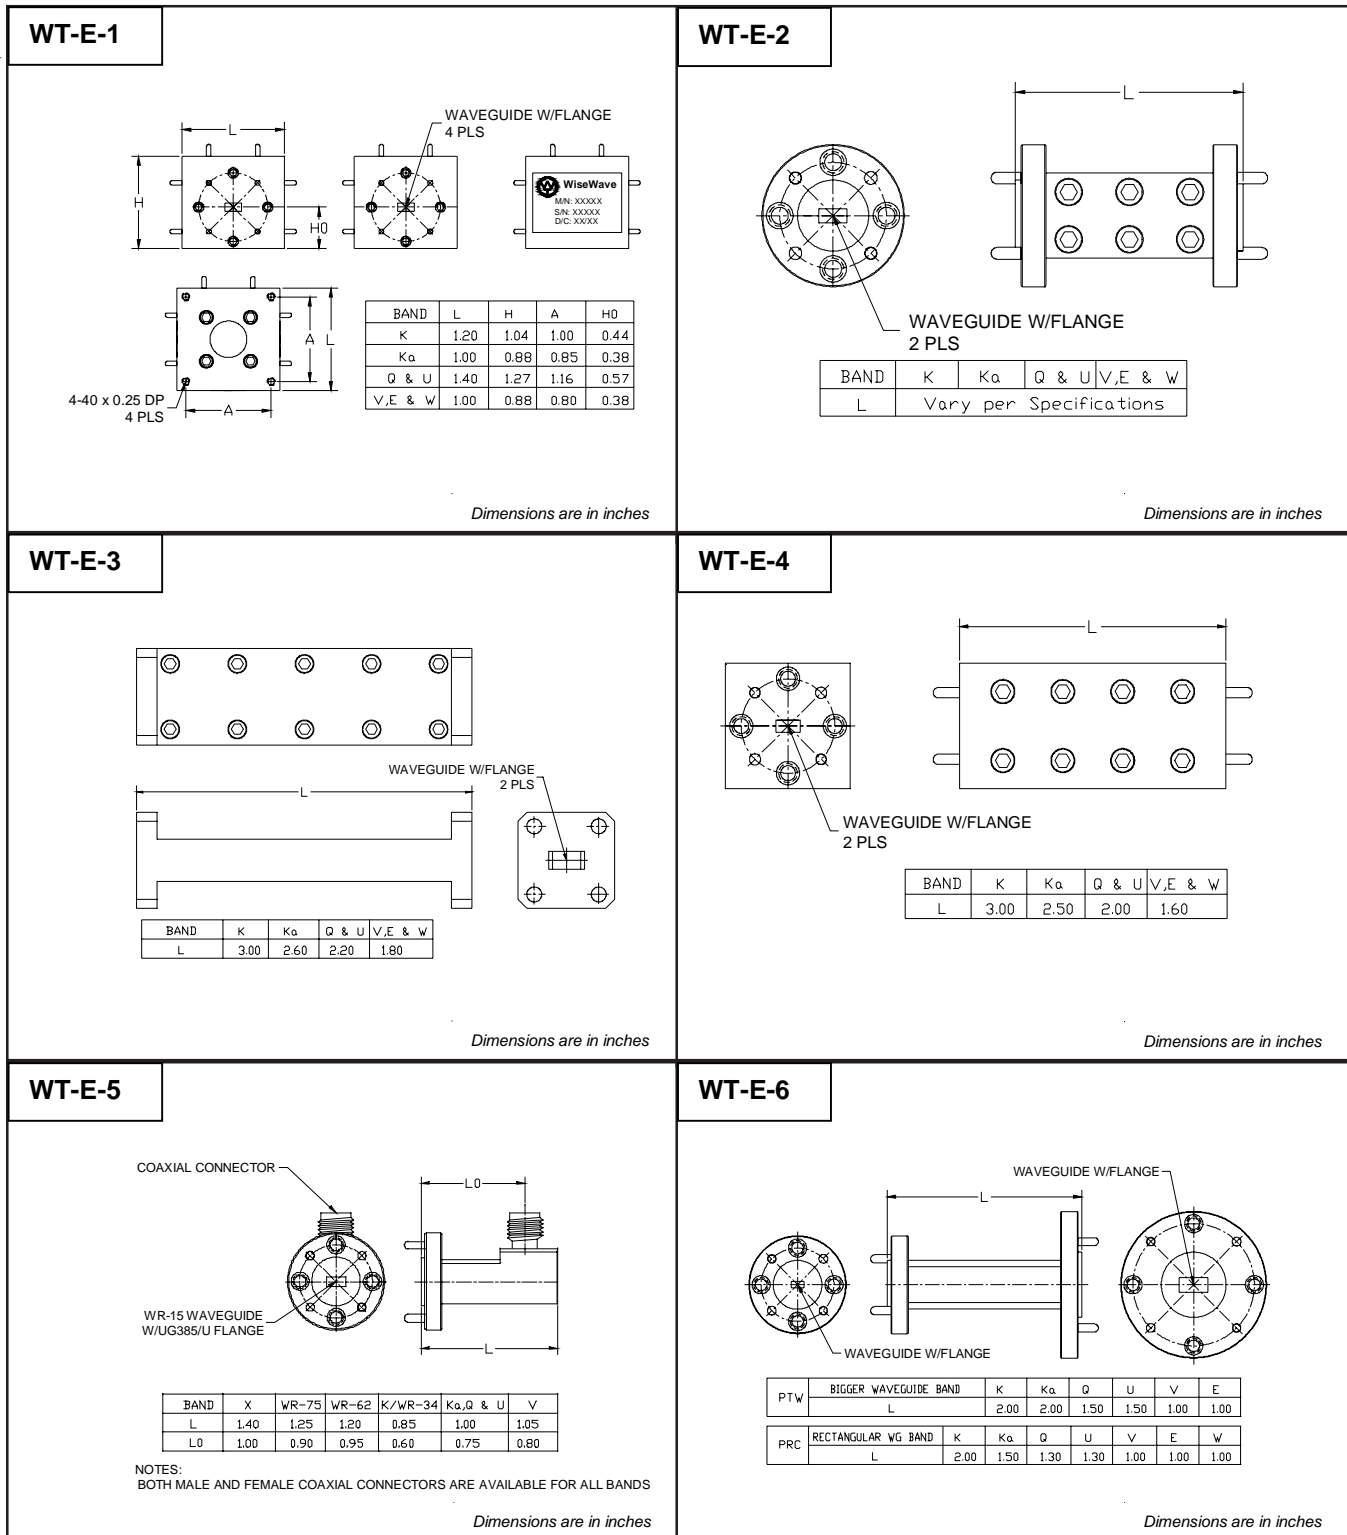 WT-E-1
WAVEGUIDE W/FLANGE
4 PLS
L
H
H0
WiseWave
M/N: XXXXX
S/N: XXXXX
D/C: XX/XX
A
L
4-40 x 0.25 DP
4 PLS
A
BAND L H A H0
K 1.20 1.04 1.00 0.44
Ka 1.00 0.88 0.85 0.38
Q & U 1.40 1.27 1.16 0.57
V,E & W 1.00 0.88 0.80 0.38
Dimensions are in inches
WT-E-2
L
WAVEGUIDE W/FLANGE
2 PLS
BAND K Ka Q & U V,E & W
L Vary per Specifications
Dimensions are in inches
WT-E-3
WAVEGUIDE W/FLANGE
2 PLS
L
BAND K Ka Q & U V,E & W
L 3.00 2.60 2.20 1.80
Dimensions are in inches
WT-E-4
L
WAVEGUIDE W/FLANGE
2 PLS
BAND K Ka Q & U V,E & W
L 3.00 2.50 2.00 1.60
Dimensions are in inches
WT-E-5
COAXIAL CONNECTOR
L0
WR-15 WAVEGUIDE
W/UG385/U FLANGE
L
BAND X WR-75 WR-62 K/WR-34 Ka,Q & U V
L 1.40 1.25 1.20 0.85 1.00 1.05
L0 1.00 0.90 0.95 0.60 0.75 0.80
NOTES:
BOTH MALE AND FEMALE COAXIAL CONNECTORS ARE AVAILABLE FOR ALL BANDS
Dimensions are in inches
WT-E-6
WAVEGUIDE W/FLANGE
L
WAVEGUIDE W/FLANGE
PTW BIGGER WAVEGUIDE BAND K Ka Q U V E
L 2.00 2.00 1.50 1.50 1.00 1.00
PRC RECTANGULAR WG BAND K Ka Q U V E W
L 2.00 1.50 1.30 1.30 1.00 1.00 1.00
Dimensions are in inches